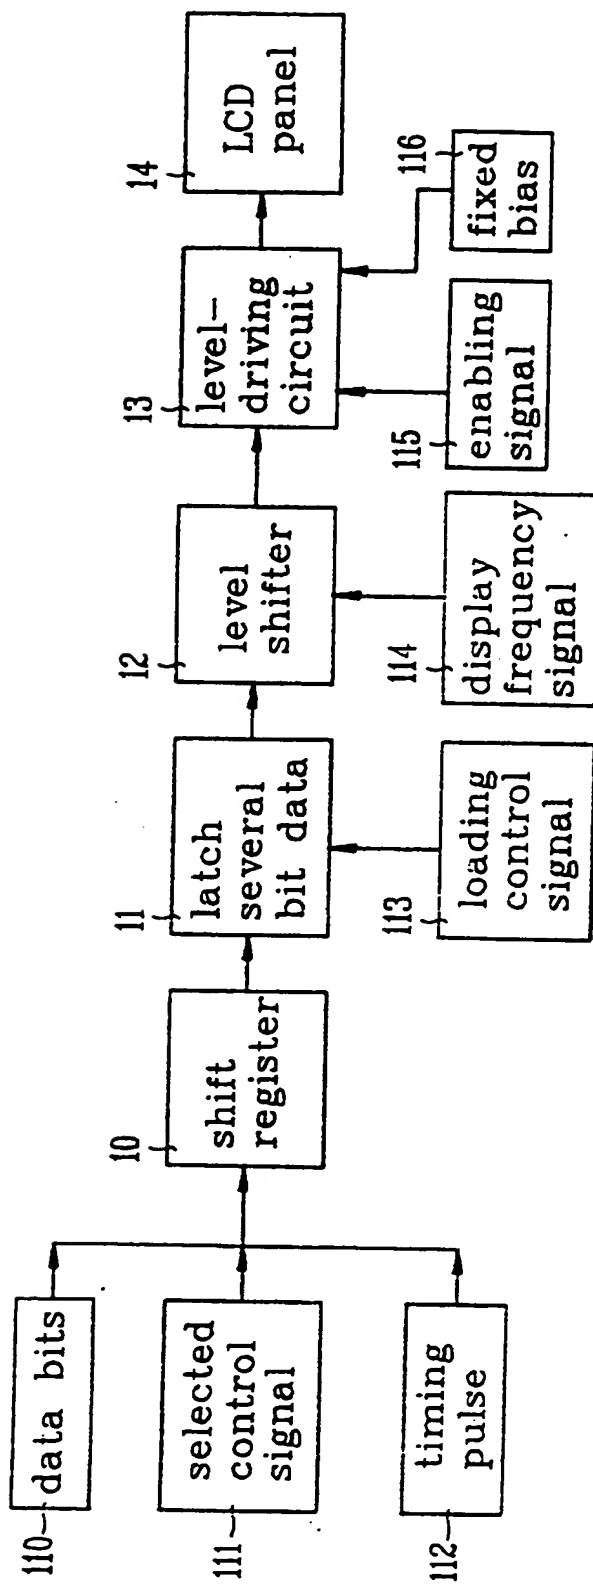 110
data bits
111
selected
control
signal
112
timing
pulse
10
shift
register
11
latch
several
bit data
113
loading
control
signal
12
level
shifter
114
display
frequency
signal
13
level-
driving
circuit
115
enabling
signal
116
fixed
bias
14
LCD
panel